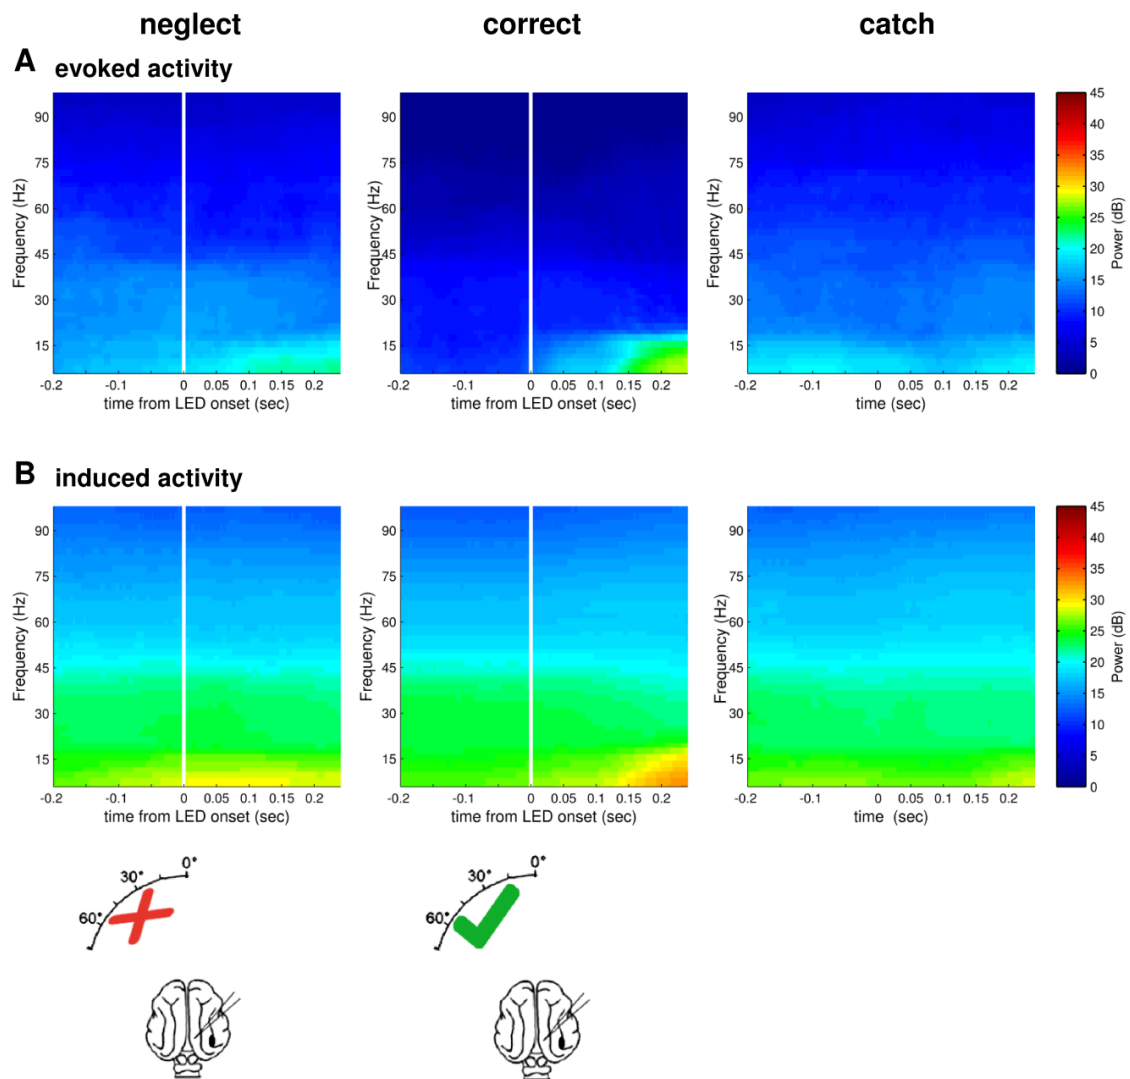 neglect correct catch
A evoked activity
90 75 60 45 30 15
Frequency (Hz)
-0.2 -0.1 0 0.05 0.1 0.15 0.2
time from LED onset (sec)
90 75 60 45 30 15
Frequency (Hz)
-0.2 -0.1 0 0.05 0.1 0.15 0.2
time from LED onset (sec)
90 75 60 45 30 15
Frequency (Hz)
-0.2 -0.1 0 0.05 0.1 0.15 0.2
time (sec)
45 40 35 30 25 20 15 10 5 0
Power (dB)
B induced activity
90 75 60 45 30 15
Frequency (Hz)
-0.2 -0.1 0 0.05 0.1 0.15 0.2
time from LED onset (sec)
90 75 60 45 30 15
Frequency (Hz)
-0.2 -0.1 0 0.05 0.1 0.15 0.2
time from LED onset (sec)
90 75 60 45 30 15
Frequency (Hz)
-0.2 -0.1 0 0.05 0.1 0.15 0.2
time (sec)
45 40 35 30 25 20 15 10 5 0
Power (dB)
0°
30°
60°
0°
30°
60°